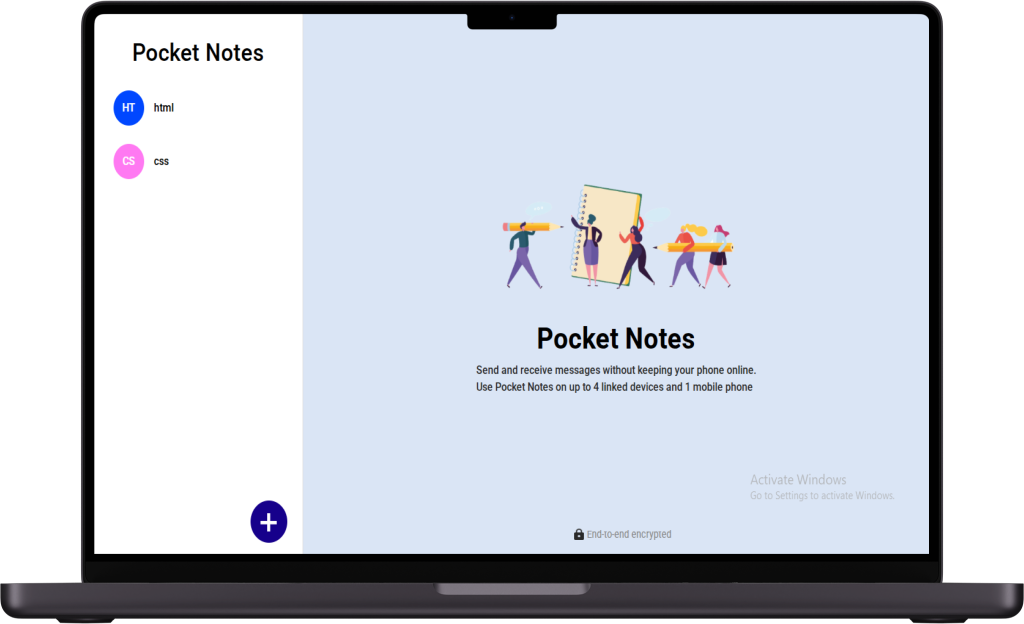 Pocket Notes
HT html
CS css
Pocket Notes
Send and receive messages without keeping your phone online.
Use Pocket Notes on up to 4 linked devices and 1 mobile phone
Activate Windows
Go to Settings to activate Windows.
End-to-end encrypted